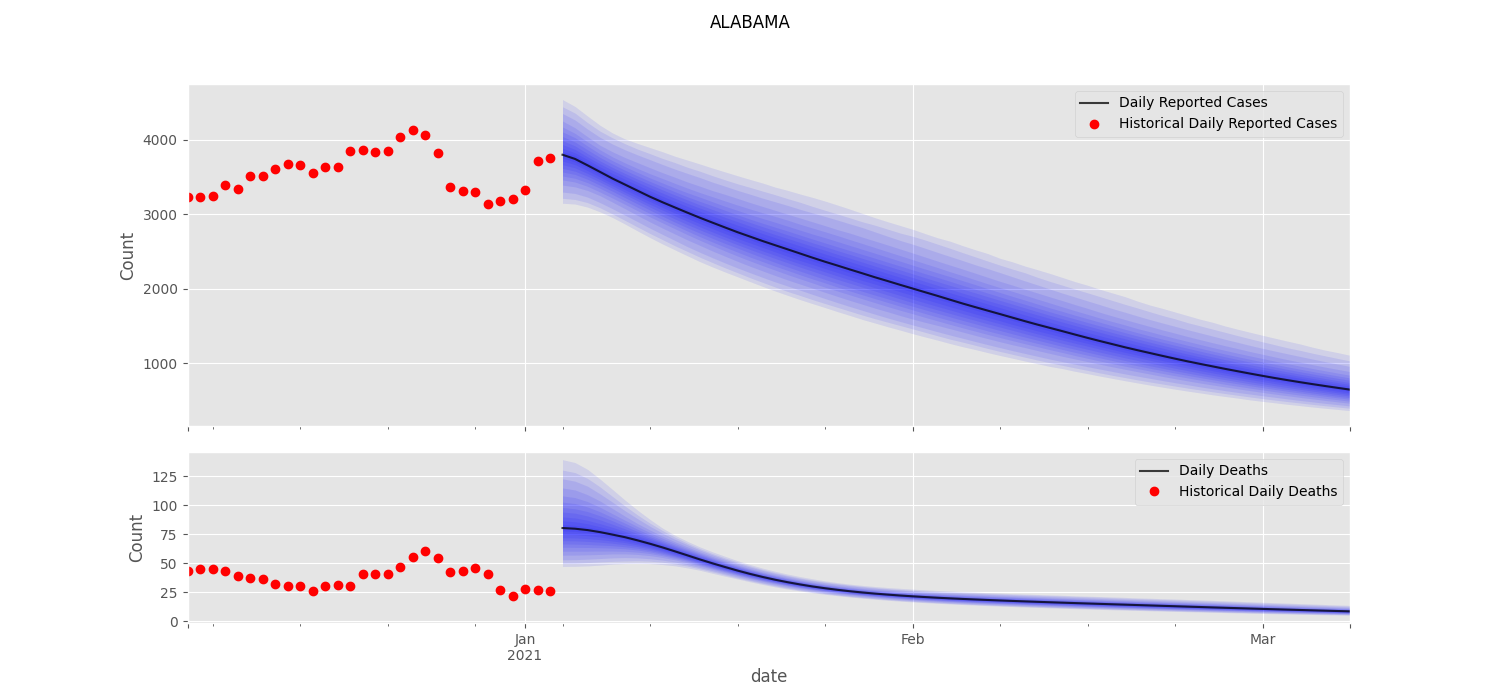 ALABAMA
Daily Reported Cases
Historical Daily Reported Cases
4000
3000
2000
1000
Count
Daily Deaths
Historical Daily Deaths
125
100
75
50
25
0
Count
Jan
2021
Feb
Mar
date